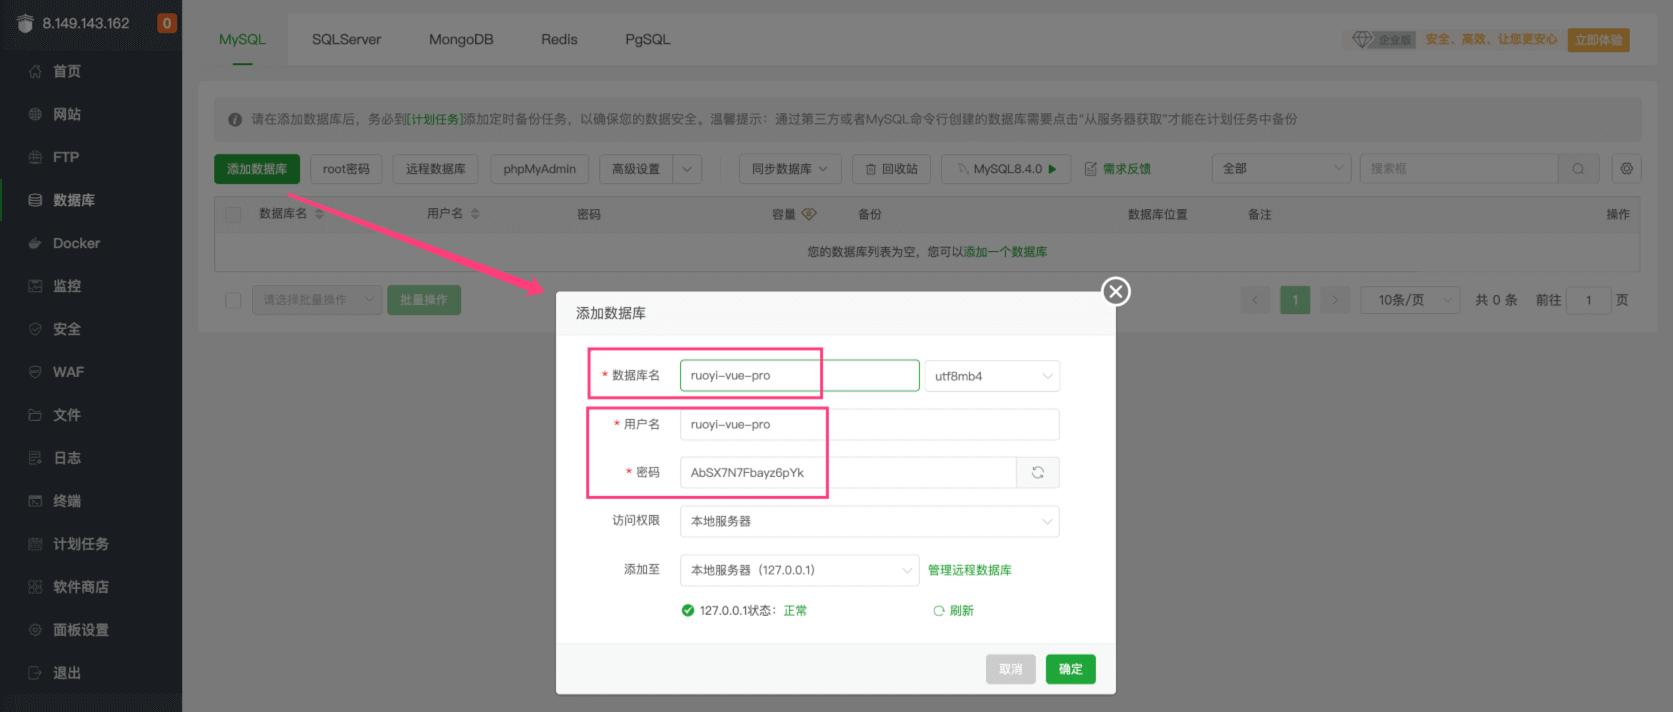 8.149.143.162 0
首页
网站
FTP
数据库
Docker
监控
安全
WAF
文件
日志
终端
计划任务
软件商店
面板设置
退出
MySQL SQLServer MongoDB Redis PgSQL 企业版 安全、高效、让您更安心 立即体验
请在添加数据库后，务必到[计划任务]添加定时备份任务，以确保您的数据安全。温馨提示：通过第三方或者MySQL命令行创建的数据库需要点击“从服务器获取”才能在计划任务中备份
添加数据库 root密码 远程数据库 phpMyAdmin 高级设置 同步数据库 回收站 MySQL8.4.0 需求反馈 全部 搜索框
数据库名 用户名 密码 容量 备份 数据库位置 备注 操作
您的数据库列表为空，您可以添加一个数据库
请选择批量操作 批量操作 1 10条/页 共 0 条 前往 1 页
添加数据库
* 数据库名 ruoyi-vue-pro utf8mb4
* 用户名 ruoyi-vue-pro
* 密码 AbSX7N7Fbayz6pYk
访问权限 本地服务器
添加至 本地服务器（127.0.0.1） 管理远程数据库
127.0.0.1状态：正常 刷新
取消 确定